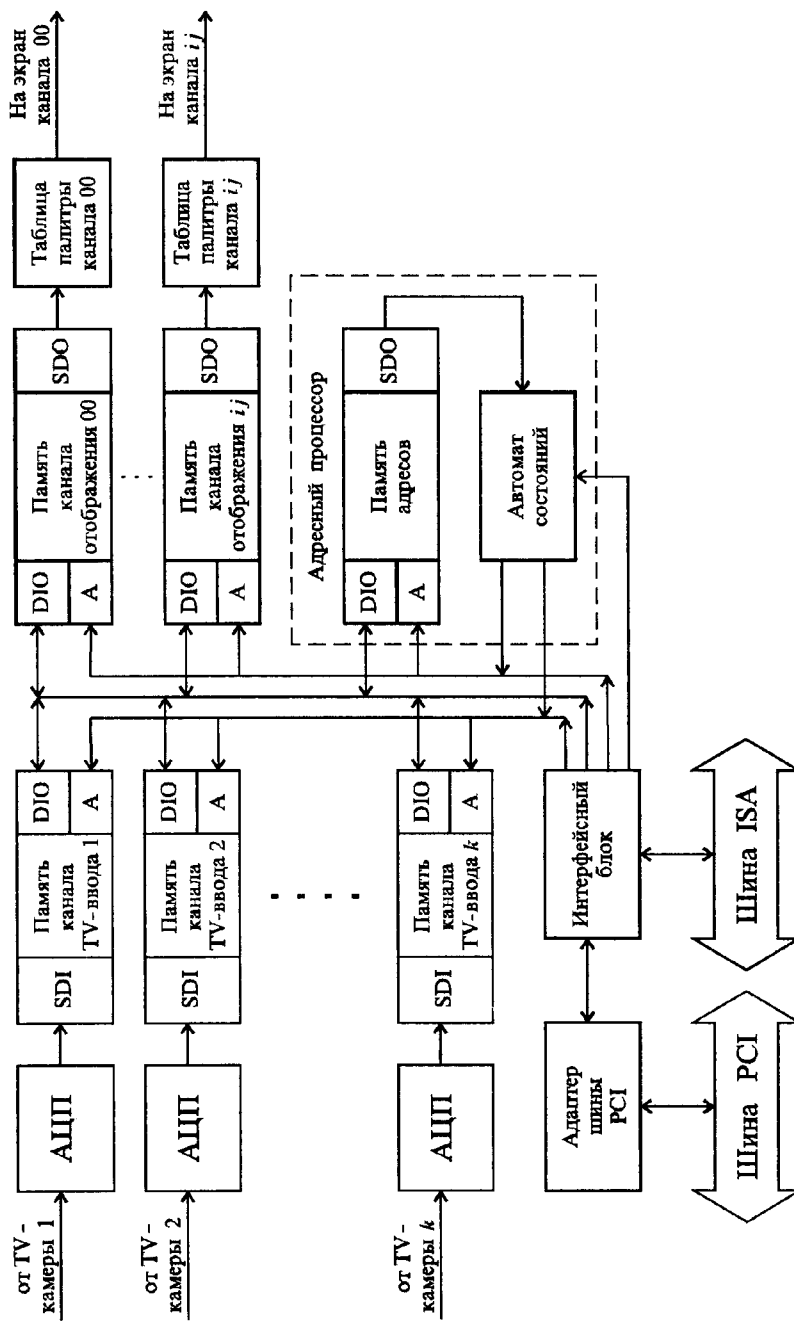 от TV-
камеры 1
АЦП
SDI
Память
канала
TV-ввода 1
DIO
A
DIO
A
Память
канала
отображения 00
SDO
Таблица
палитры
канала 00
На экран
канала 00
от TV-
камеры 2
АЦП
SDI
Память
канала
TV-ввода 2
DIO
A
DIO
A
Память
канала
отображения ij
SDO
Таблица
палитры
канала ij
На экран
канала ij
от TV-
камеры k
АЦП
SDI
Память
канала
TV-ввода k
DIO
A
Адресный процессор
DIO
A
Память
адресов
SDO
Автомат
состояний
Адаптер
шины
PCI
Интерфейсный
блок
Шина PCI
Шина ISA